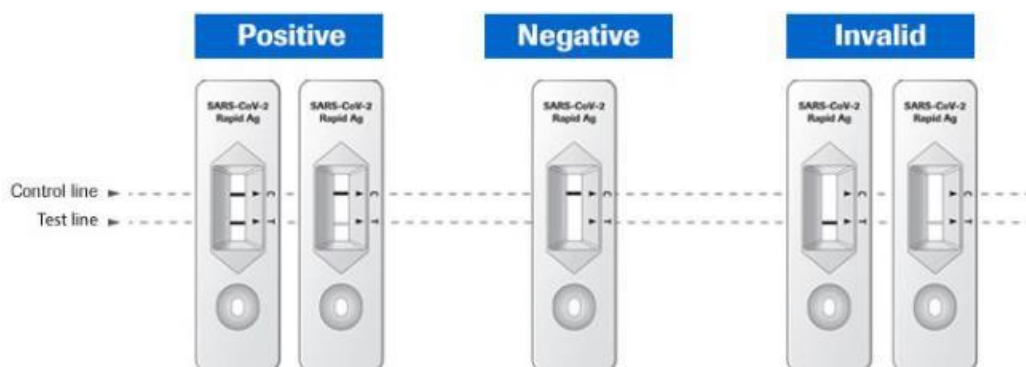 Positive
Negative
Invalid
SARS-CoV-2
Rapid Ag
SARS-CoV-2
Rapid Ag
SARS-CoV-2
Rapid Ag
SARS-CoV-2
Rapid Ag
SARS-CoV-2
Rapid Ag
Control line
C
C
C
C
C
Test line
T
T
T
T
T